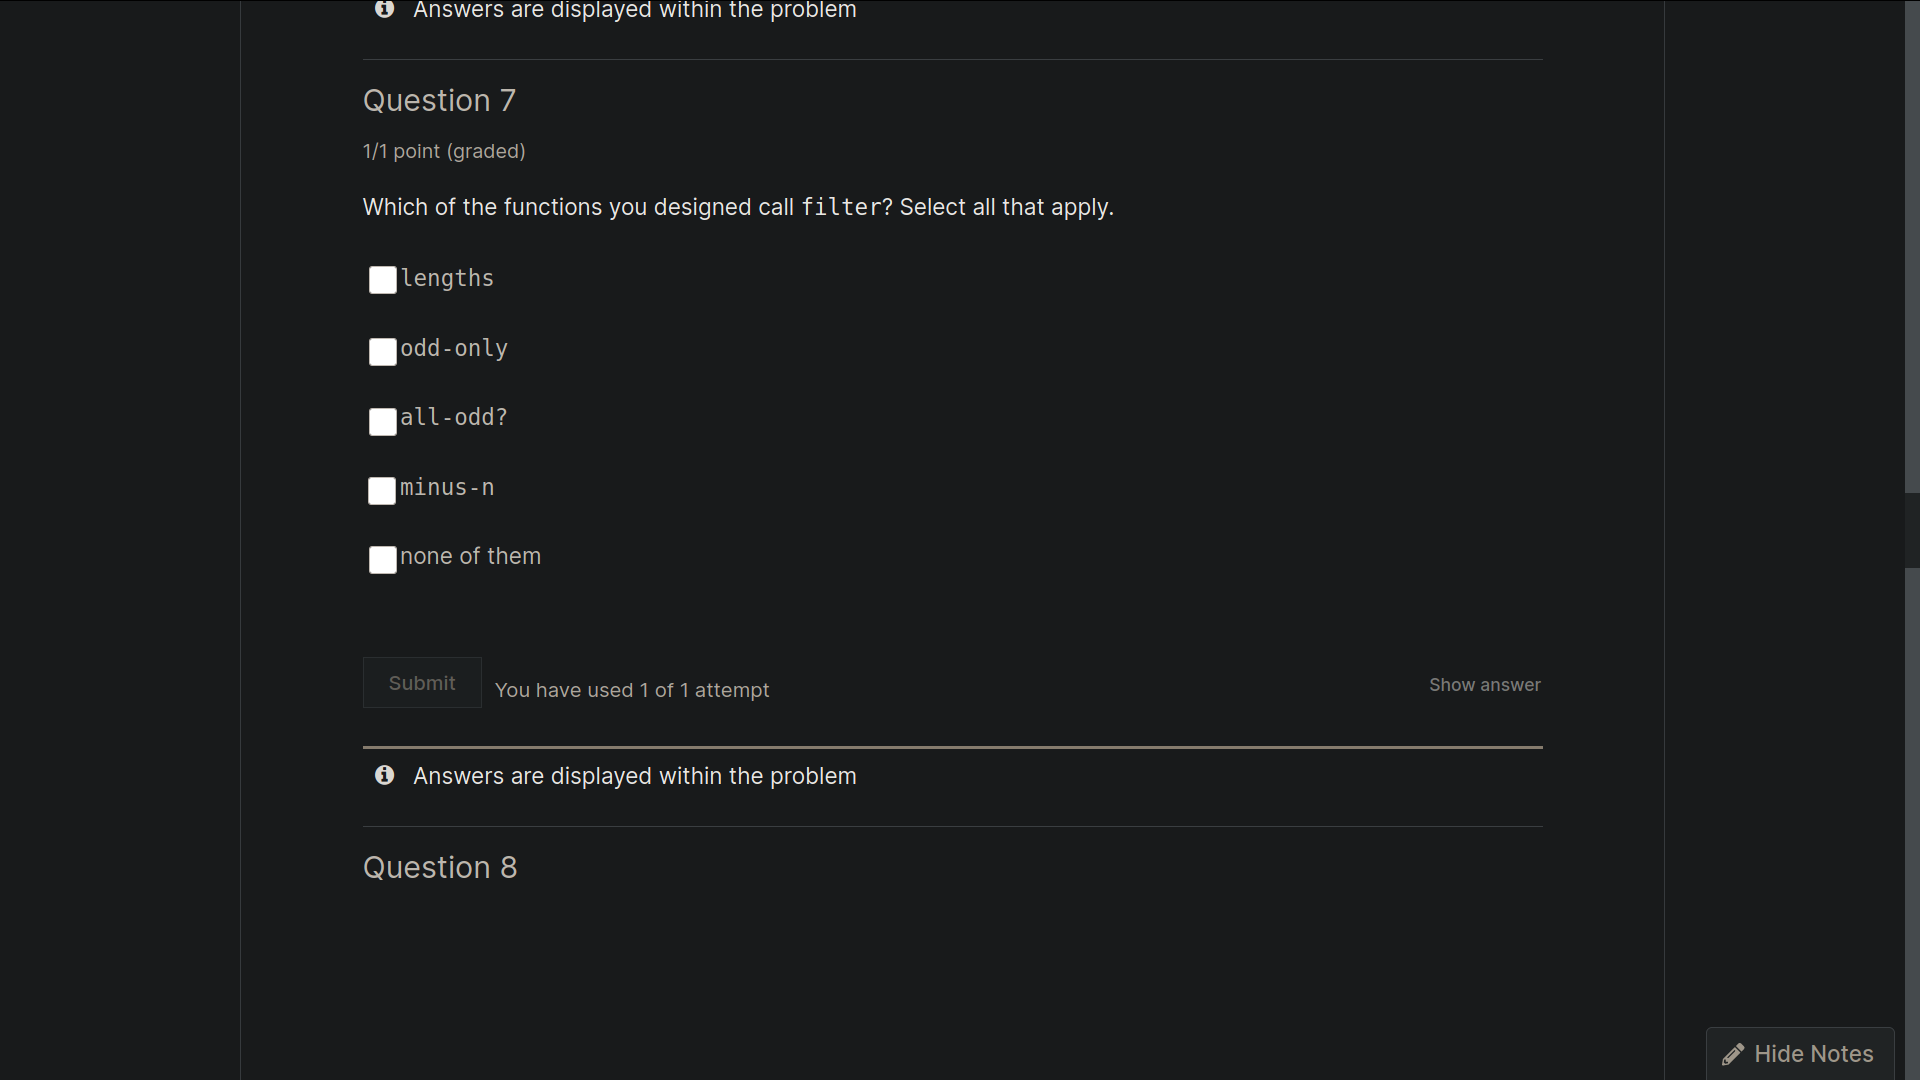 Answers are displayed within the problem
Question 7
1/1 point (graded)
Which of the functions you designed call filter? Select all that apply.
lengths
odd-only
all-odd?
minus-n
none of them
Submit
You have used 1 of 1 attempt
Show answer
Answers are displayed within the problem
Question 8
Hide Notes